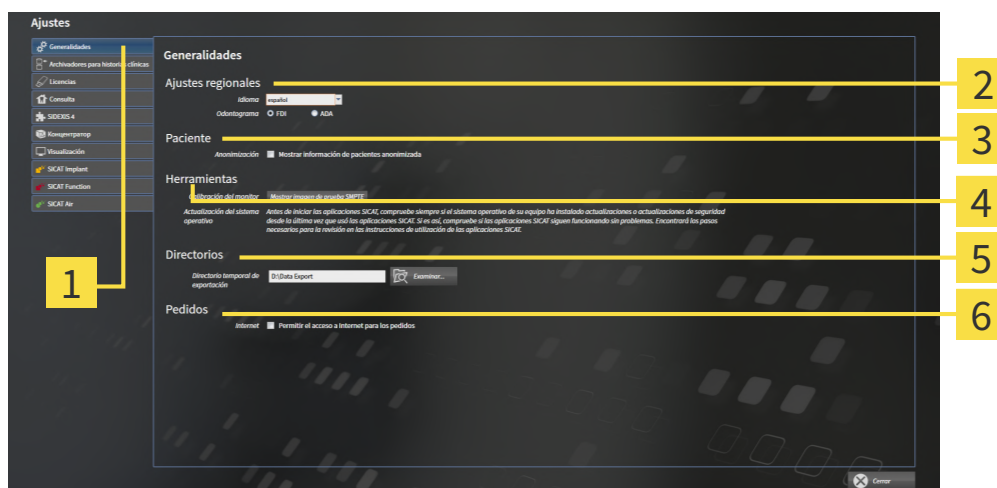 Ajustes
Generalidades
Archivadores para historias clínicas
Licencias
Consulta
SIDEXIS 4
Концентратор
Visualización
SICAT Implant
SICAT Function
SICAT Air
Generalidades
Ajustes regionales
Idioma español
Odontograma FDI ADA
Paciente
Anonimización Mostrar información de pacientes anonimizada
Herramientas
Calibración del monitor Mostrar imagen de prueba SMPTE
Actualización del sistema operativo
Antes de iniciar las aplicaciones SICAT, compruebe siempre si el sistema operativo de su equipo ha instalado actualizaciones o actualizaciones de seguridad
desde la última vez que usó las aplicaciones SICAT. Si es así, compruebe si las aplicaciones SICAT siguen funcionando sin problemas. Encontrará los pasos
necesarios para la revisión en las instrucciones de utilización de las aplicaciones SICAT.
Directorios
Directorio temporal de
exportación
D:\Data Export Examinar...
Pedidos
Internet Permitir el acceso a Internet para los pedidos
Cerrar
1
1
2
3
4
5
6